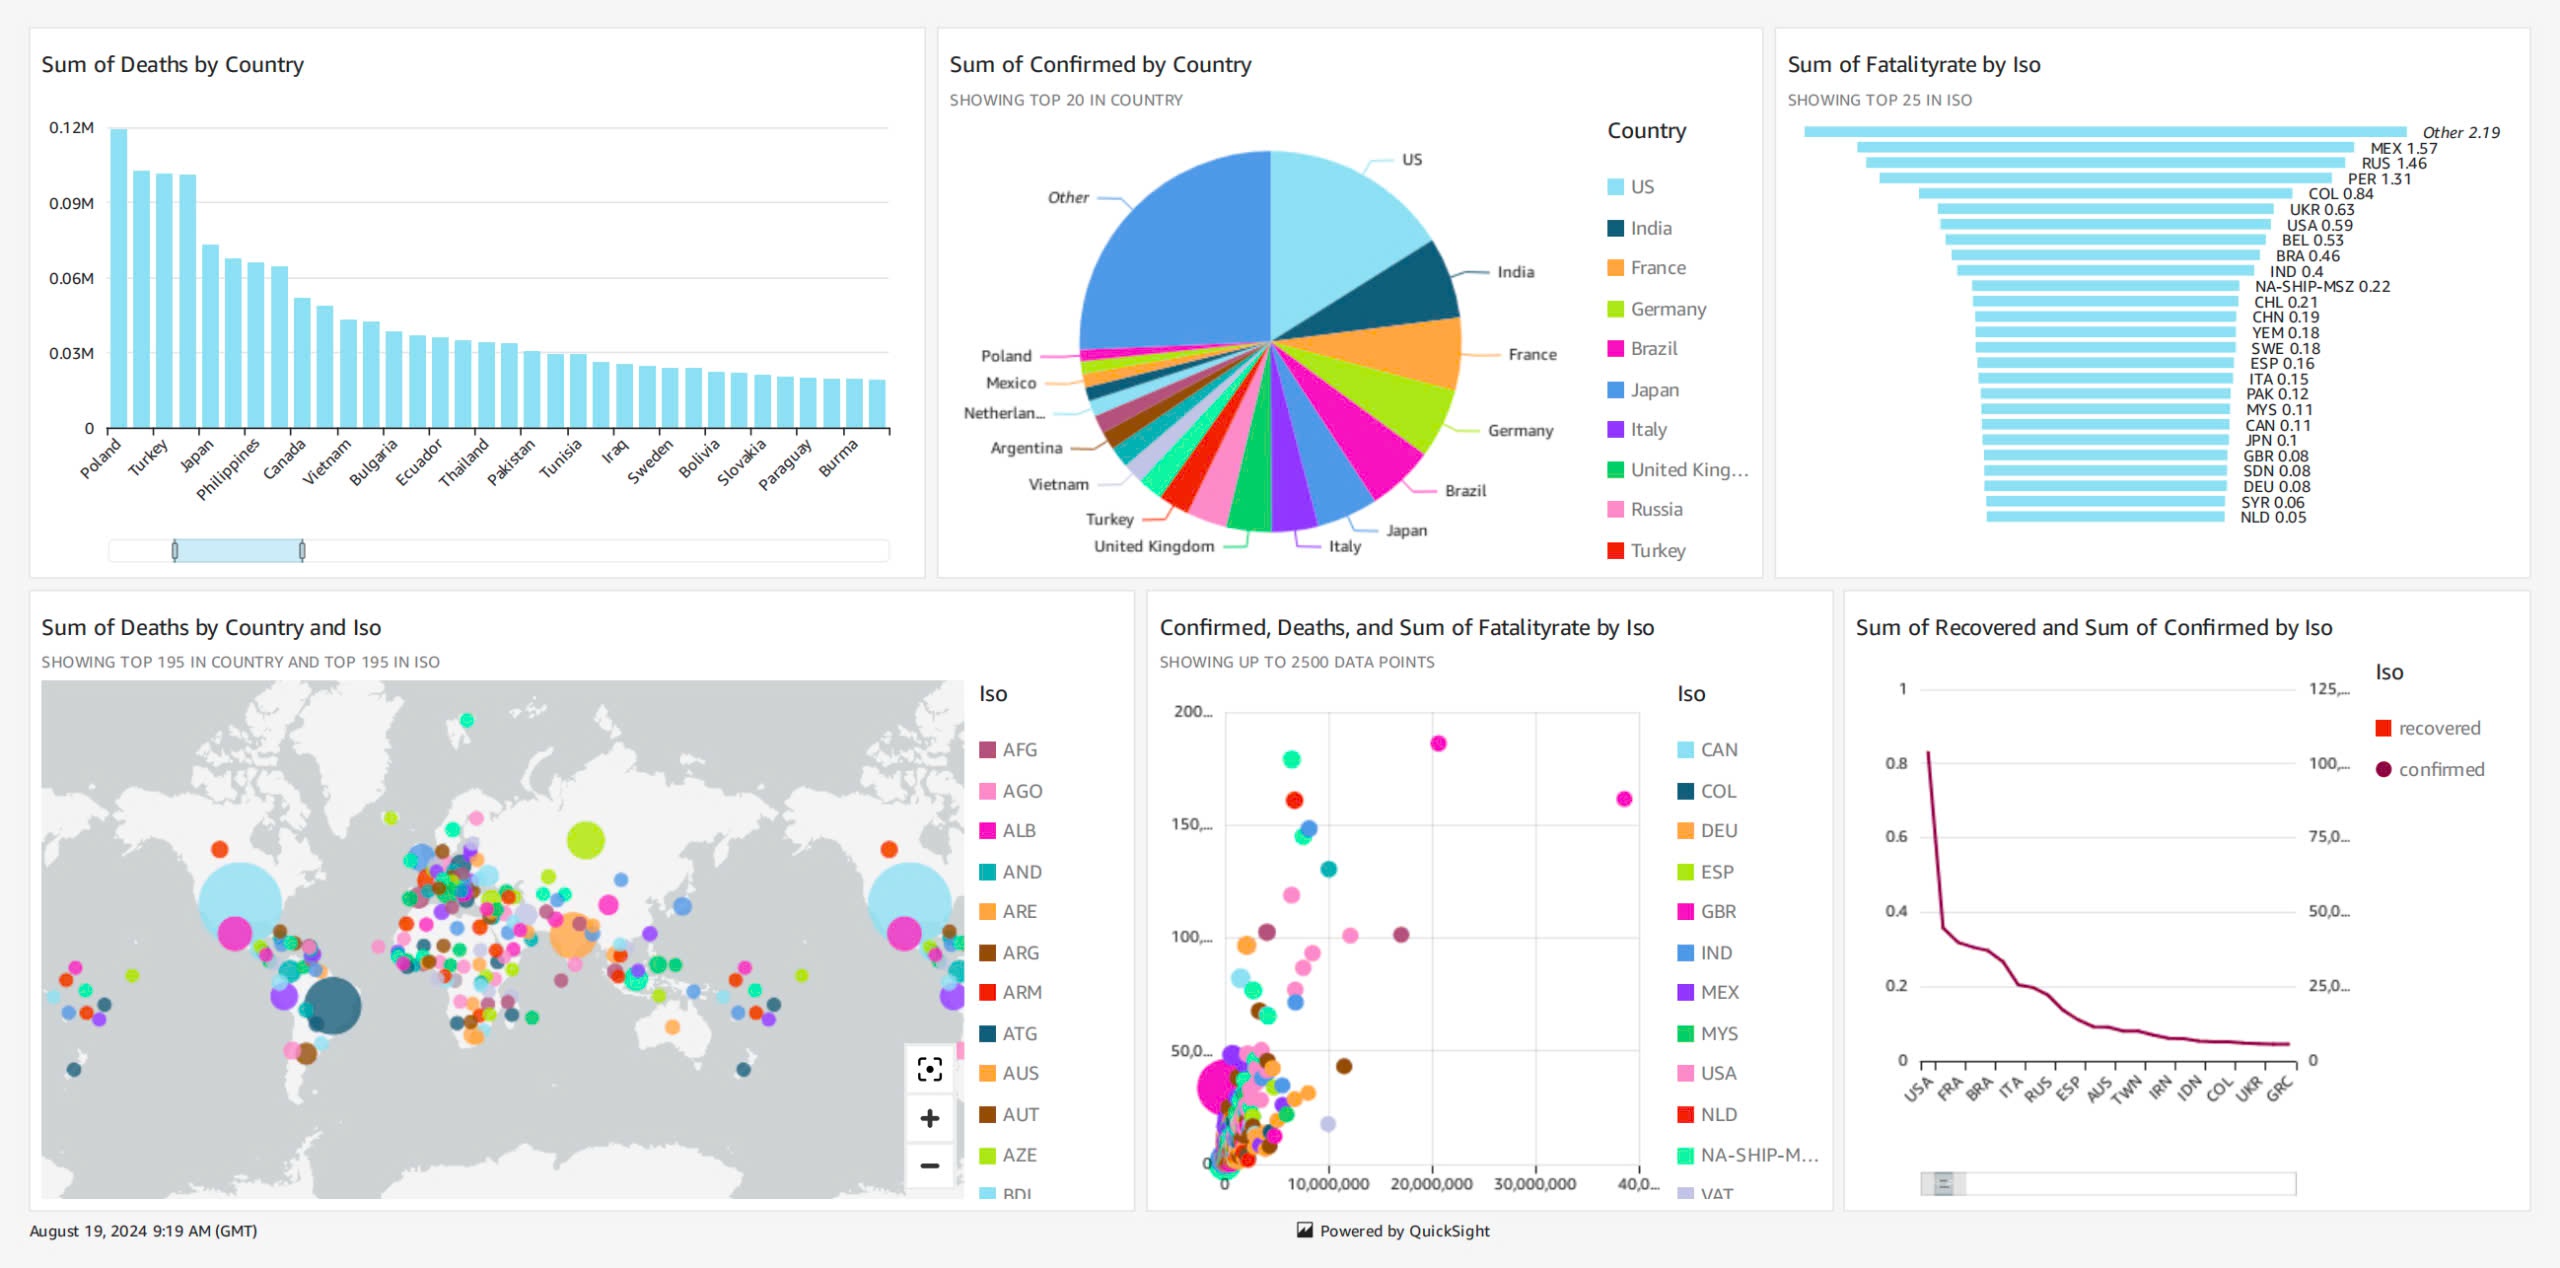 Sum of Deaths by Country
0.12M
0.09M
0.06M
0.03M
0
Poland
Turkey
Japan
Philippines
Canada
Vietnam
Bulgaria
Ecuador
Thailand
Pakistan
Tunisia
Iraq
Sweden
Bolivia
Slovakia
Paraguay
Burma
Sum of Confirmed by Country
SHOWING TOP 20 IN COUNTRY
US
India
France
Germany
Brazil
Japan
Italy
United Kingdom
Turkey
Vietnam
Argentina
Netherlan...
Mexico
Poland
Other
Country
US
India
France
Germany
Brazil
Japan
Italy
United King...
Russia
Turkey
Sum of Fatalityrate by Iso
SHOWING TOP 25 IN ISO
Other 2.19
MEX 1.57
RUS 1.46
PER 1.31
COL 0.84
UKR 0.63
USA 0.59
BEL 0.53
BRA 0.46
IND 0.4
NA-SHIP-MSZ 0.22
CHL 0.21
CHN 0.19
YEM 0.18
SWE 0.18
ESP 0.16
ITA 0.15
PAK 0.12
MYS 0.11
CAN 0.11
JPN 0.1
GBR 0.08
SDN 0.08
DEU 0.08
SYR 0.06
NLD 0.05
Sum of Deaths by Country and Iso
SHOWING TOP 195 IN COUNTRY AND TOP 195 IN ISO
Iso
AFG
AGO
ALB
AND
ARE
ARG
ARM
ATG
AUS
AUT
AZE
BDI
Confirmed, Deaths, and Sum of Fatalityrate by Iso
SHOWING UP TO 2500 DATA POINTS
200...
150,...
100,...
50,0...
0
0
10,000,000
20,000,000
30,000,000
40,0...
Iso
CAN
COL
DEU
ESP
GBR
IND
MEX
MYS
USA
NLD
NA-SHIP-M...
VAT
Sum of Recovered and Sum of Confirmed by Iso
1
0.8
0.6
0.4
0.2
0
125,...
100,...
75,0...
50,0...
25,0...
0
USA
FRA
BRA
ITA
RUS
ESP
AUS
TWN
IRN
IDN
COL
UKR
GRC
Iso
recovered
confirmed
August 19, 2024 9:19 AM (GMT)
Powered by QuickSight